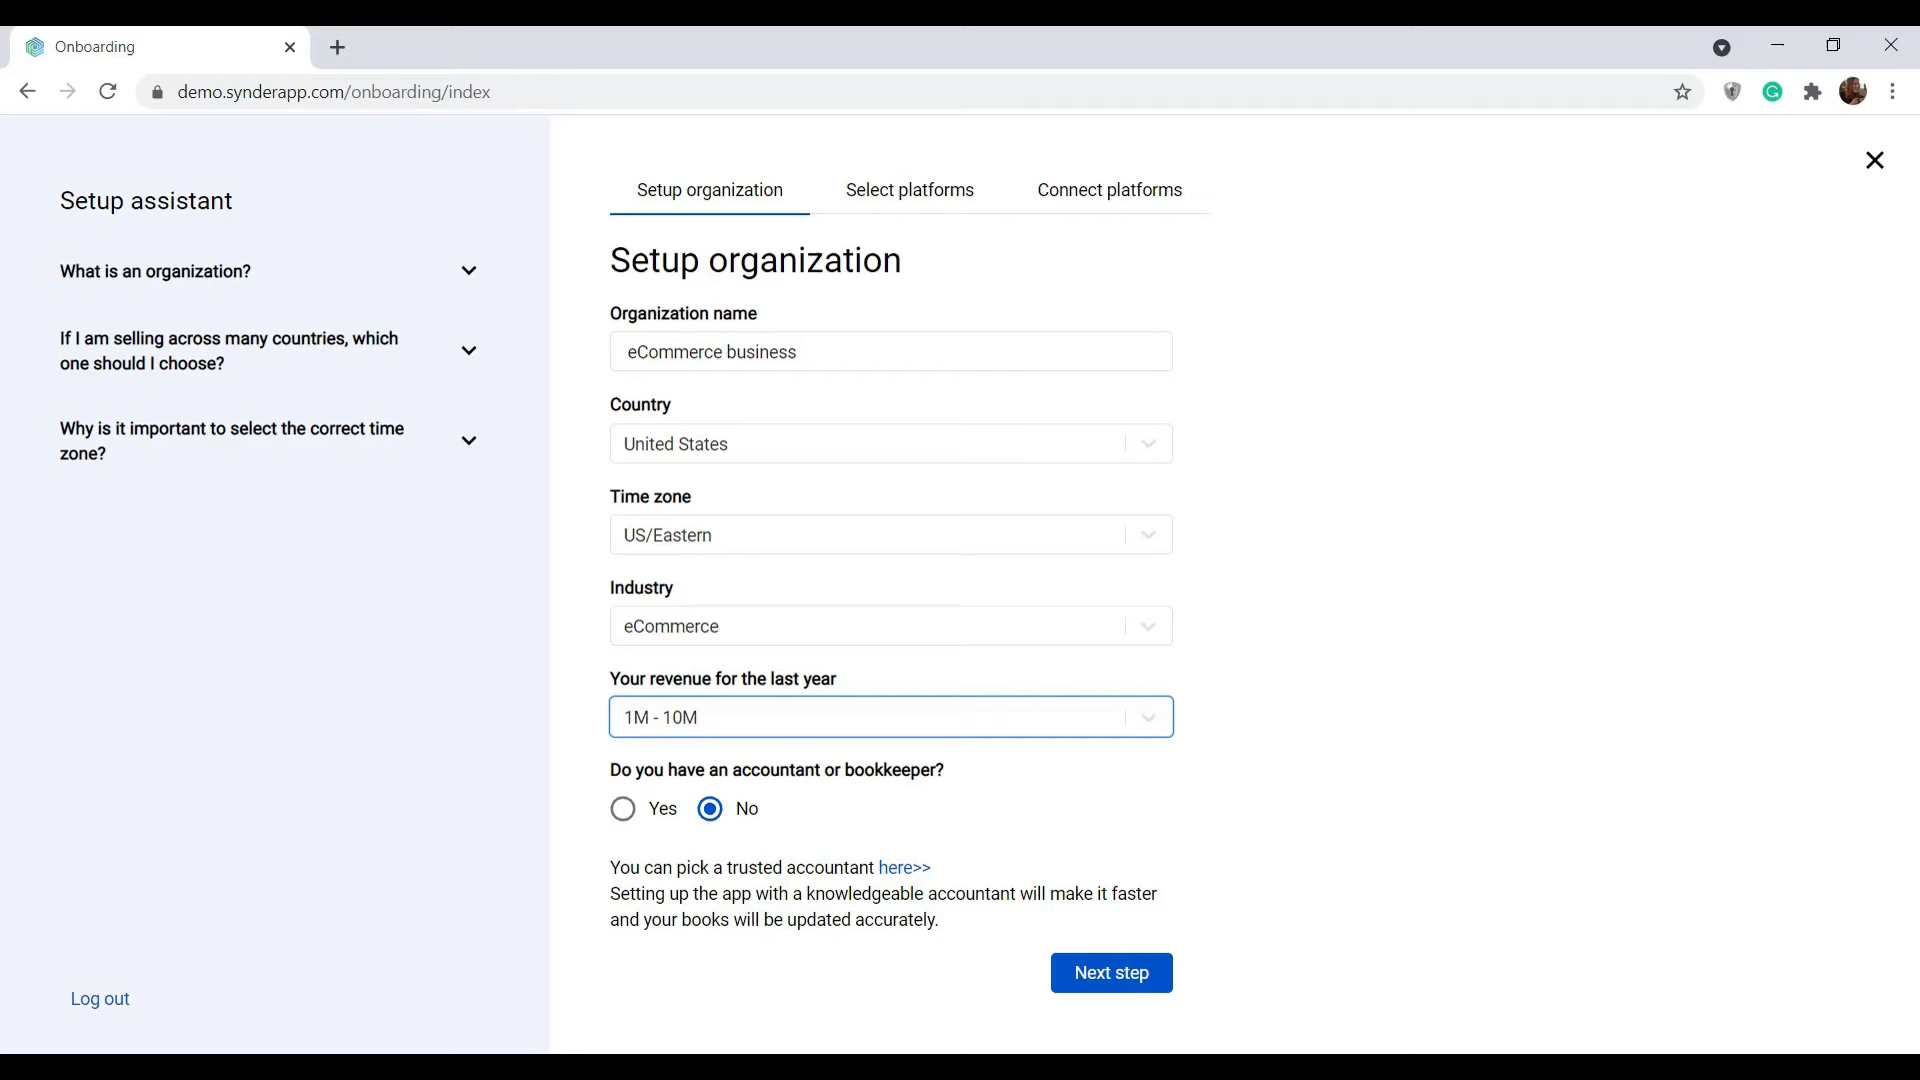 Onboarding
demo.synderapp.com/onboarding/index
Setup assistant
What is an organization?
If I am selling across many countries, which
one should I choose?
Why is it important to select the correct time
zone?
Log out
Setup organization
Select platforms
Connect platforms
Setup organization
Organization name
eCommerce business
Country
United States
Time zone
US/Eastern
Industry
eCommerce
Your revenue for the last year
1M - 10M
Do you have an accountant or bookkeeper?
Yes
No
You can pick a trusted accountant here>>
Setting up the app with a knowledgeable accountant will make it faster
and your books will be updated accurately.
Next step